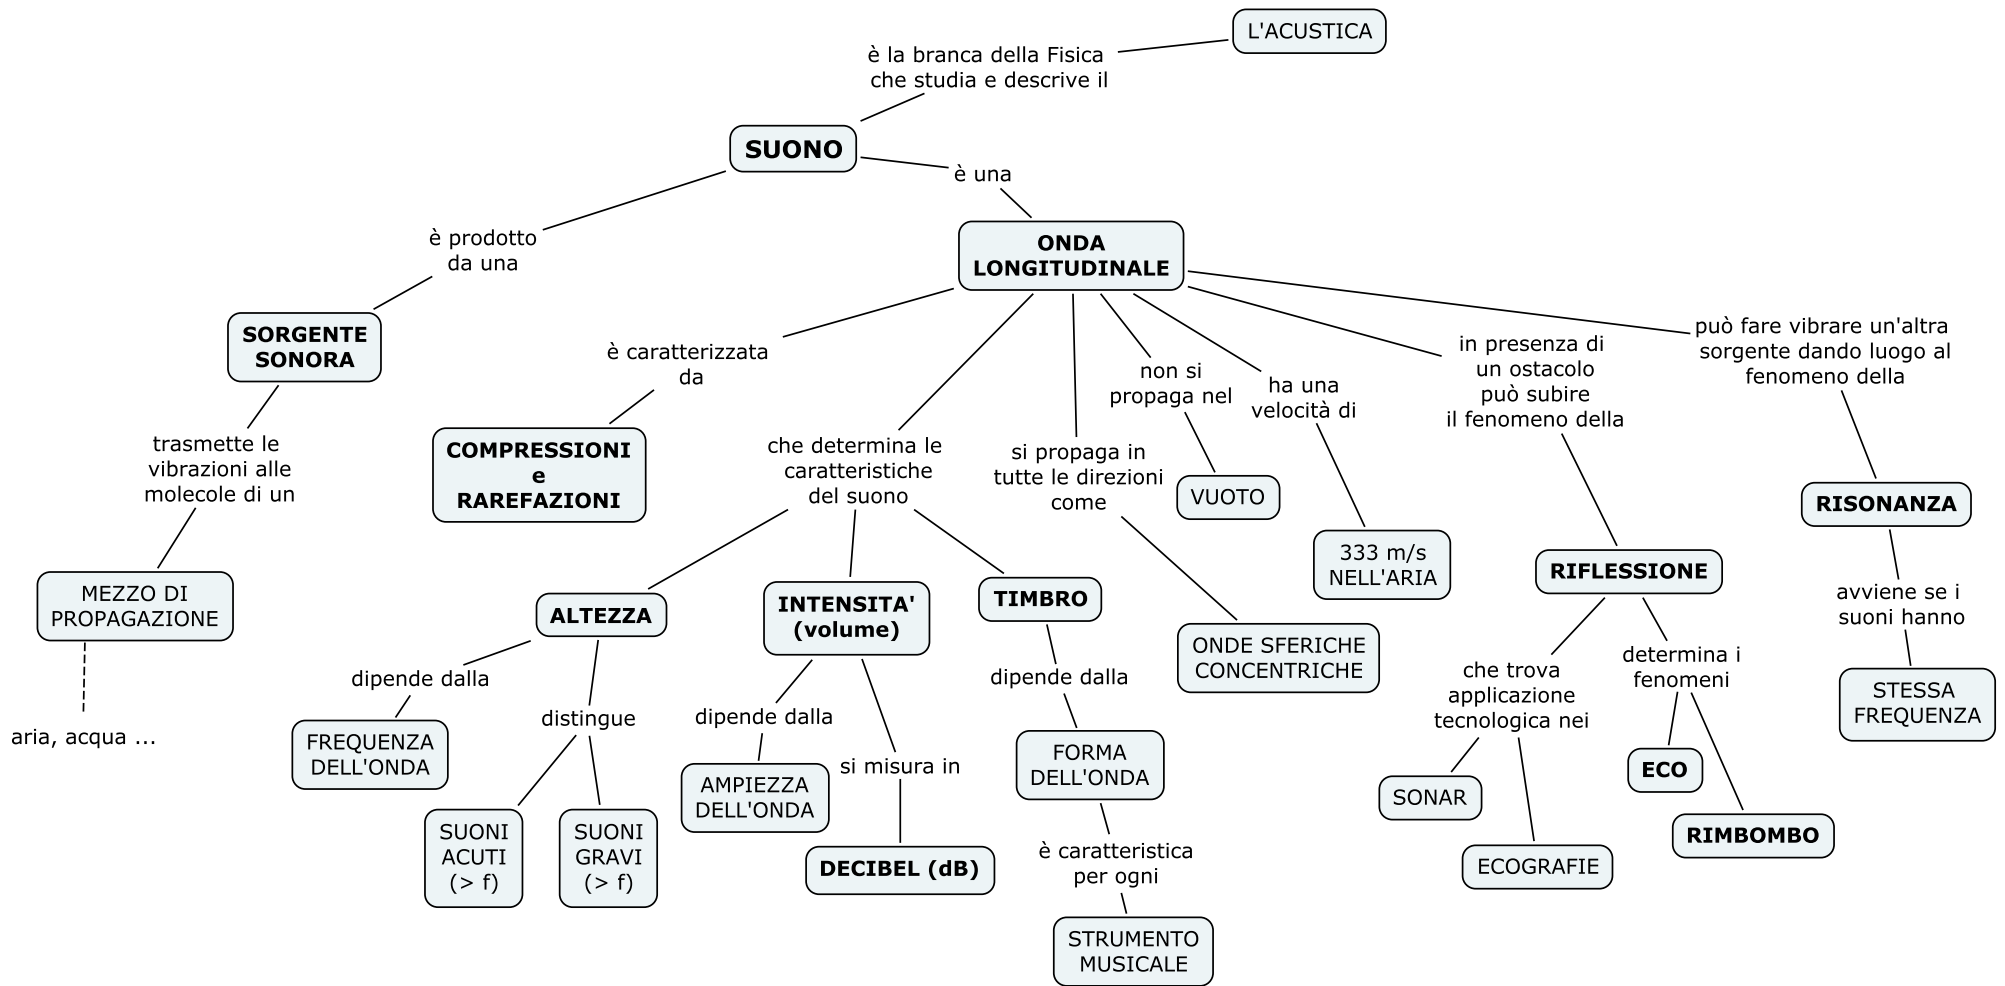 L'ACUSTICA
è la branca della Fisica
che studia e descrive il
SUONO
è una
ONDA
LONGITUDINALE
è prodotto
da una
SORGENTE
SONORA
trasmette le
vibrazioni alle
molecole di un
MEZZO DI
PROPAGAZIONE
aria, acqua ...
è caratterizzata
da
COMPRESSIONI
e
RAREFAZIONI
che determina le
caratteristiche
del suono
ALTEZZA
dipende dalla
FREQUENZA
DELL'ONDA
distingue
SUONI
ACUTI
(> f)
SUONI
GRAVI
(> f)
INTENSITA'
(volume)
dipende dalla
AMPIEZZA
DELL'ONDA
si misura in
DECIBEL (dB)
TIMBRO
dipende dalla
FORMA
DELL'ONDA
è caratteristica
per ogni
STRUMENTO
MUSICALE
si propaga in
tutte le direzioni
come
ONDE SFERICHE
CONCENTRICHE
non si
propaga nel
VUOTO
ha una
velocità di
333 m/s
NELL'ARIA
in presenza di
un ostacolo
può subire
il fenomeno della
RIFLESSIONE
che trova
applicazione
tecnologica nei
SONAR
ECOGRAFIE
determina i
fenomeni
ECO
RIMBOMBO
può fare vibrare un'altra
sorgente dando luogo al
fenomeno della
RISONANZA
avviene se i
suoni hanno
STESSA
FREQUENZA